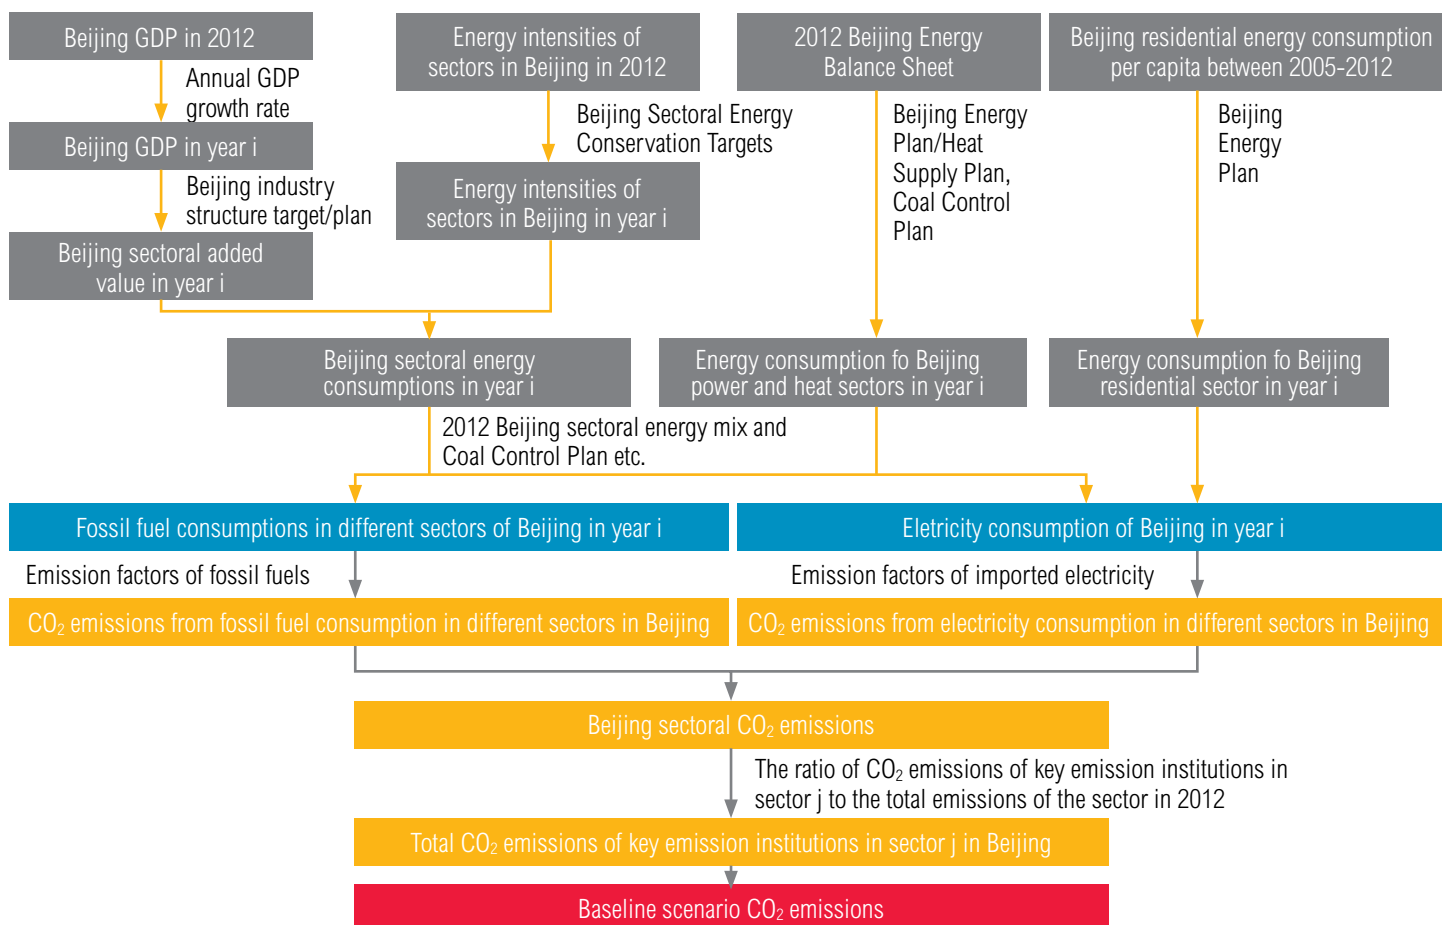 Beijing GDP in 2012
Annual GDP
growth rate
Beijing GDP in year i
Beijing industry
structure target/plan
Beijing sectoral added
value in year i
Energy intensities of
sectors in Beijing in 2012
Beijing Sectoral Energy
Conservation Targets
Energy intensities of
sectors in Beijing in year i
2012 Beijing Energy
Balance Sheet
Beijing Energy
Plan/Heat
Supply Plan,
Coal Control
Plan
Beijing residential energy consumption
per capita between 2005-2012
Beijing
Energy
Plan
Beijing sectoral energy
consumptions in year i
Energy consumption fo Beijing
power and heat sectors in year i
Energy consumption fo Beijing
residential sector in year i
2012 Beijing sectoral energy mix and
Coal Control Plan etc.
Fossil fuel consumptions in different sectors of Beijing in year i
Eletricity consumption of Beijing in year i
Emission factors of fossil fuels
Emission factors of imported electricity
CO₂ emissions from fossil fuel consumption in different sectors in Beijing
CO₂ emissions from electricity consumption in different sectors in Beijing
Beijing sectoral CO₂ emissions
The ratio of CO₂ emissions of key emission institutions in
sector j to the total emissions of the sector in 2012
Total CO₂ emissions of key emission institutions in sector j in Beijing
Baseline scenario CO₂ emissions